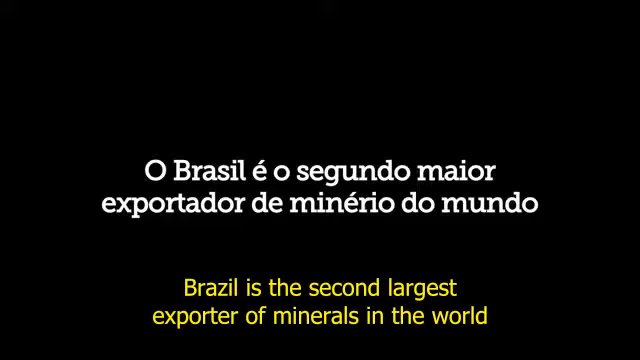 O Brasil é o segundo maior
exportador de minério do mundo
Brazil is the second largest
exporter of minerals in the world